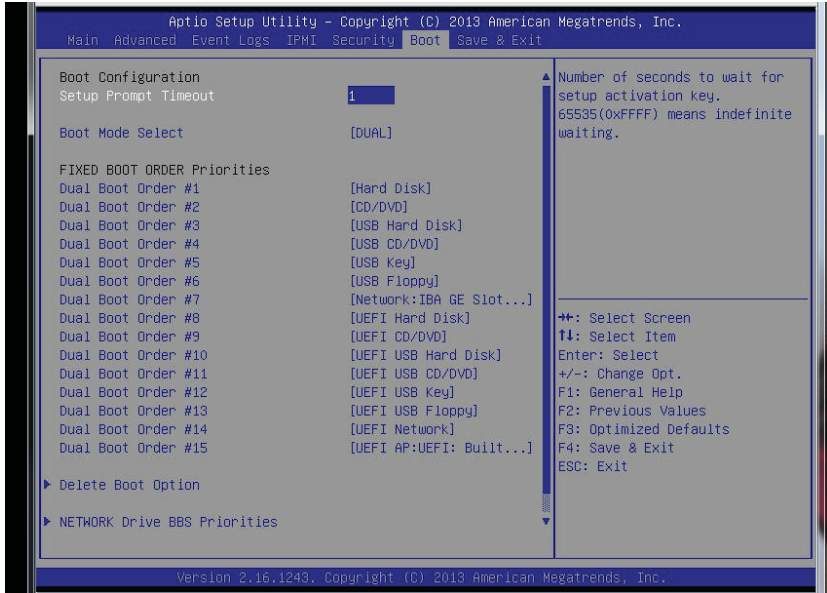 Aptio Setup Utility – Copyright (C) 2013 American Megatrends, Inc.
Main Advanced Event Logs IPMI Security Boot Save & Exit
Boot Configuration
Setup Prompt Timeout 1
Boot Mode Select [DUAL]
FIXED BOOT ORDER Priorities
Dual Boot Order #1 [Hard Disk]
Dual Boot Order #2 [CD/DVD]
Dual Boot Order #3 [USB Hard Disk]
Dual Boot Order #4 [USB CD/DVD]
Dual Boot Order #5 [USB Key]
Dual Boot Order #6 [USB Floppy]
Dual Boot Order #7 [Network:IBA GE Slot...]
Dual Boot Order #8 [UEFI Hard Disk]
Dual Boot Order #9 [UEFI CD/DVD]
Dual Boot Order #10 [UEFI USB Hard Disk]
Dual Boot Order #11 [UEFI USB CD/DVD]
Dual Boot Order #12 [UEFI USB Key]
Dual Boot Order #13 [UEFI USB Floppy]
Dual Boot Order #14 [UEFI Network]
Dual Boot Order #15 [UEFI AP:UEFI: Built...]
Delete Boot Option
NETWORK Drive BBS Priorities
Number of seconds to wait for
setup activation key.
65535(0xFFFF) means indefinite
waiting.
→←: Select Screen
↑↓: Select Item
Enter: Select
+/-: Change Opt.
F1: General Help
F2: Previous Values
F3: Optimized Defaults
F4: Save & Exit
ESC: Exit
Version 2.16.1243. Copyright (C) 2013 American Megatrends, Inc.